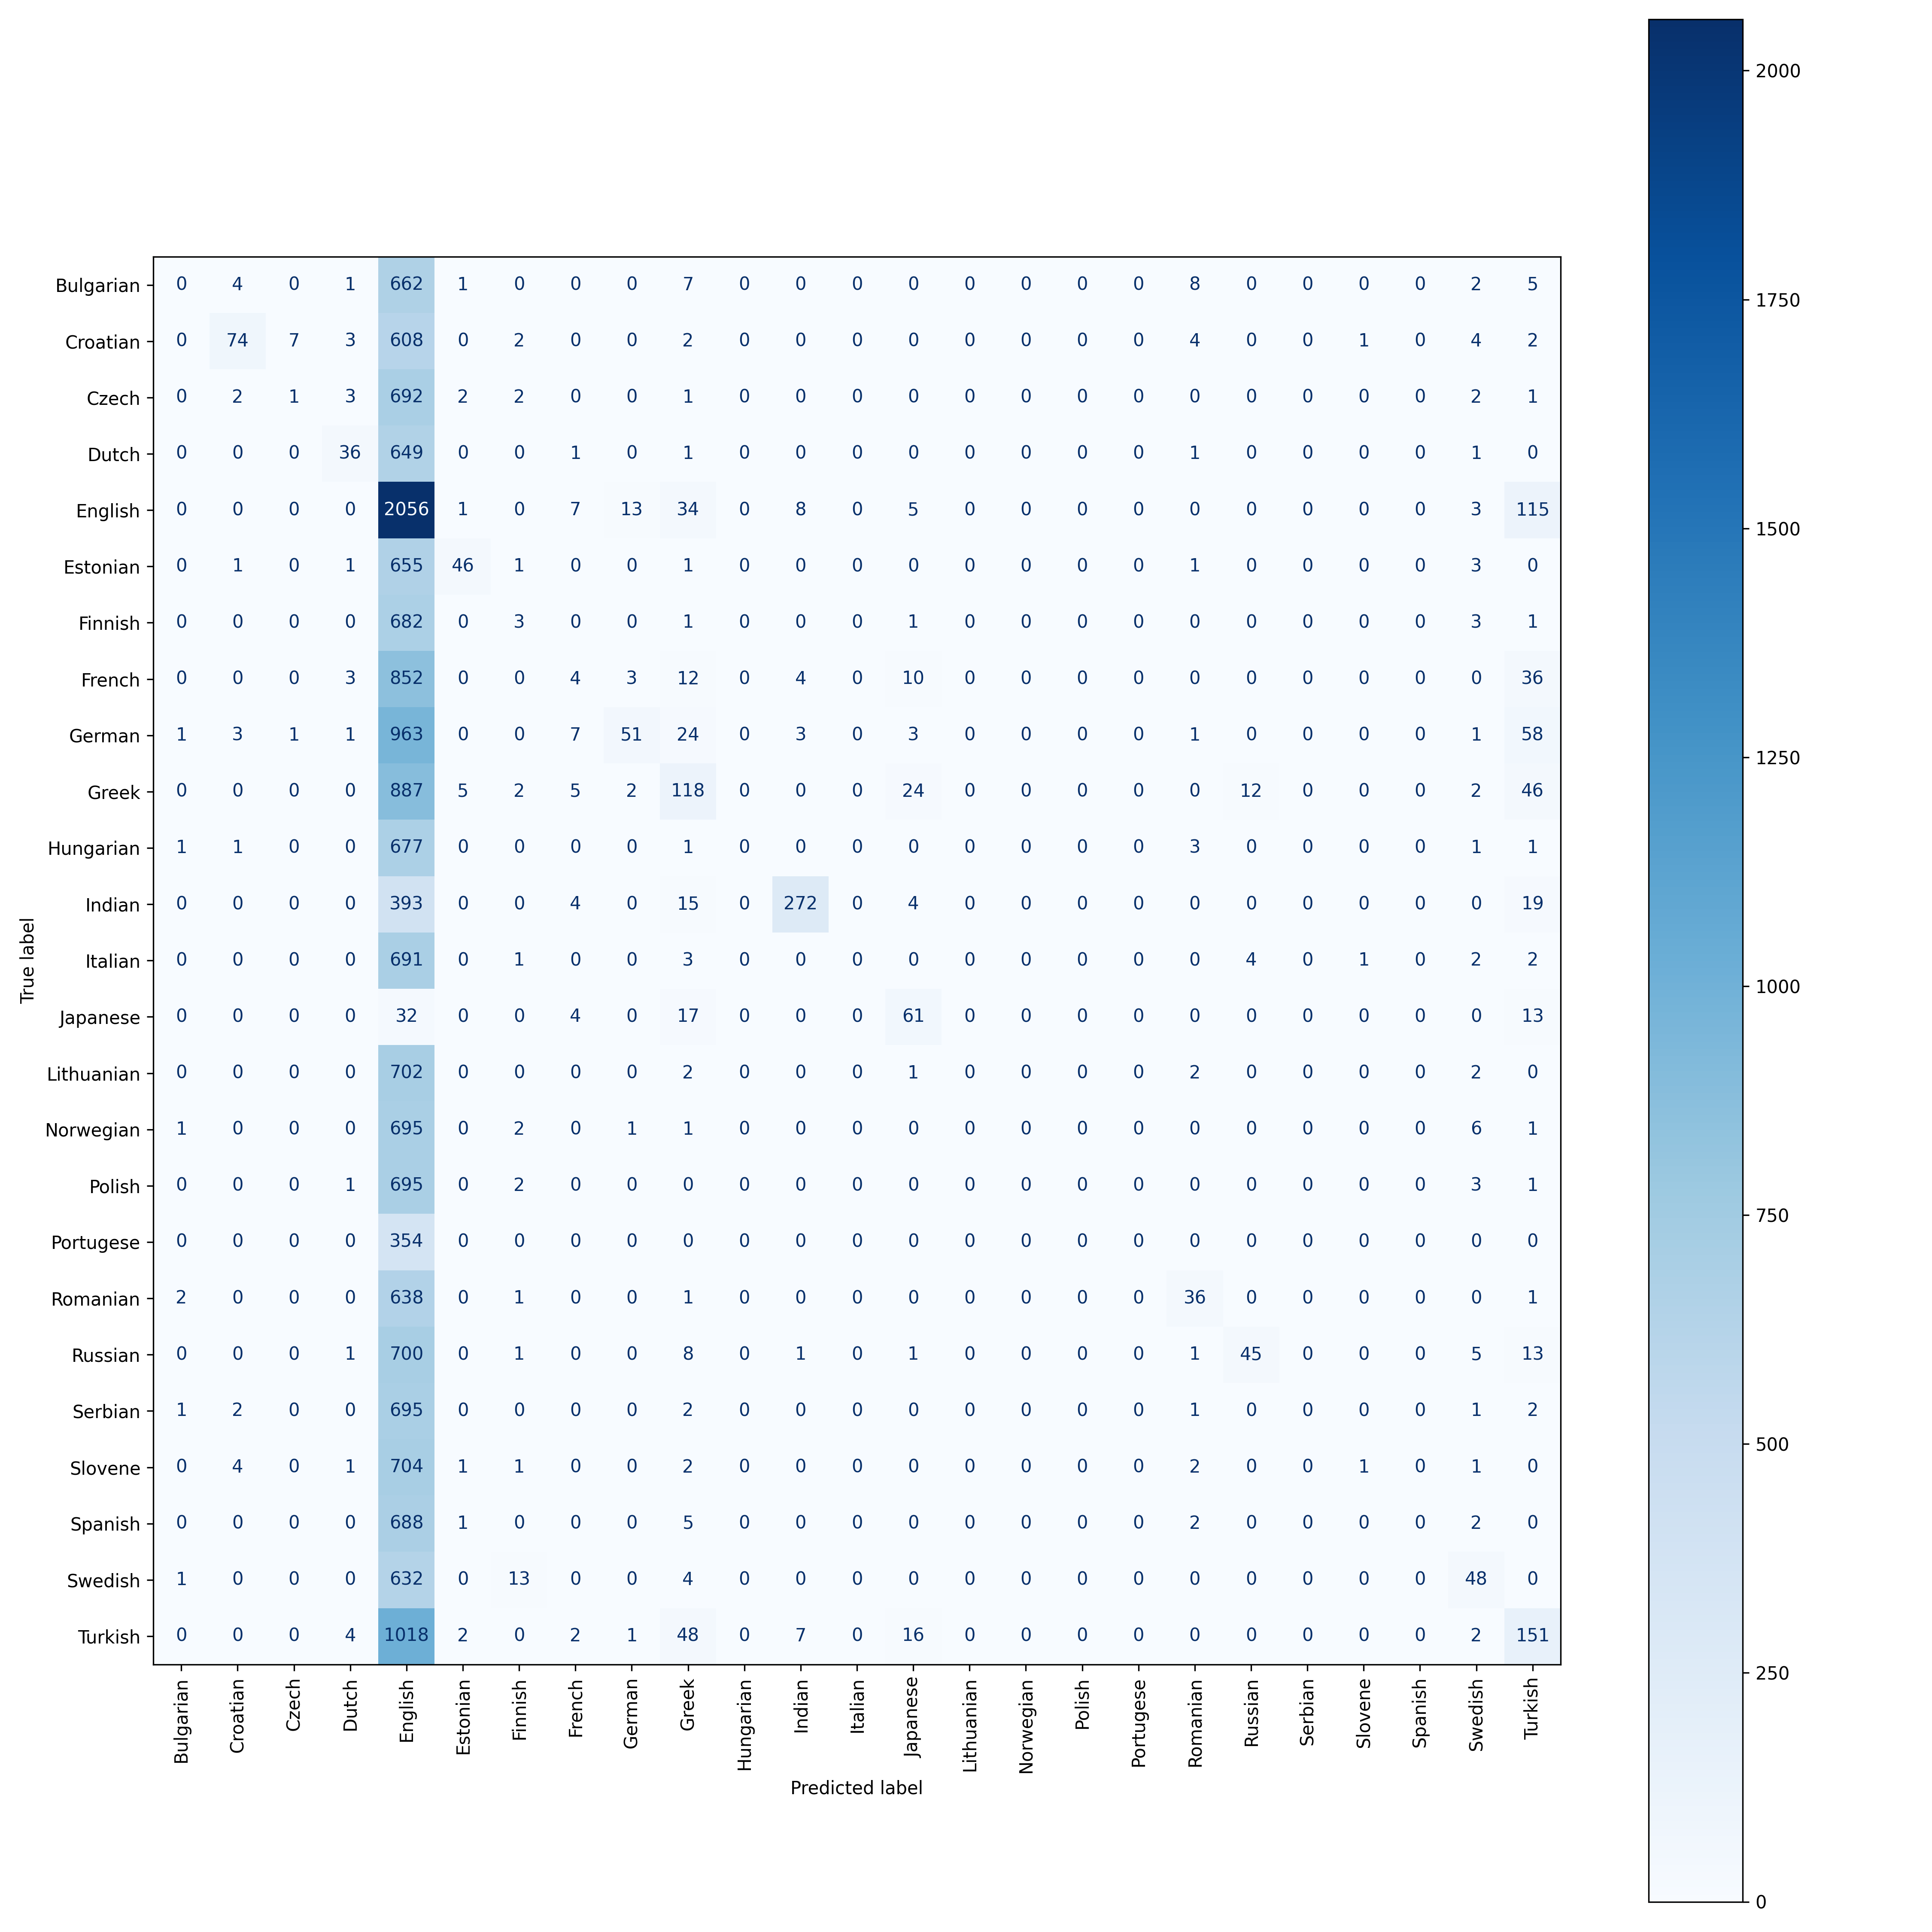 Bulgarian 0 4 0 1 662 1 0 0 0 7 0 0 0 0 0 0 0 0 8 0 0 0 0 2 5
Croatian 0 74 7 3 608 0 2 0 0 2 0 0 0 0 0 0 0 0 4 0 0 1 0 4 2
Czech 0 2 1 3 692 2 2 0 0 1 0 0 0 0 0 0 0 0 0 0 0 0 0 2 1
Dutch 0 0 0 36 649 0 0 1 0 1 0 0 0 0 0 0 0 0 1 0 0 0 0 1 0
English 0 0 0 0 2056 1 0 7 13 34 0 8 0 5 0 0 0 0 0 0 0 0 0 3 115
Estonian 0 1 0 1 655 46 1 0 0 1 0 0 0 0 0 0 0 0 1 0 0 0 0 3 0
Finnish 0 0 0 0 682 0 3 0 0 1 0 0 0 1 0 0 0 0 0 0 0 0 0 3 1
French 0 0 0 3 852 0 0 4 3 12 0 4 0 10 0 0 0 0 0 0 0 0 0 0 36
German 1 3 1 1 963 0 0 7 51 24 0 3 0 3 0 0 0 0 1 0 0 0 0 1 58
Greek 0 0 0 0 887 5 2 5 2 118 0 0 0 24 0 0 0 0 0 12 0 0 0 2 46
Hungarian 1 1 0 0 677 0 0 0 0 1 0 0 0 0 0 0 0 0 3 0 0 0 0 1 1
Indian 0 0 0 0 393 0 0 4 0 15 0 272 0 4 0 0 0 0 0 0 0 0 0 0 19
Italian 0 0 0 0 691 0 1 0 0 3 0 0 0 0 0 0 0 0 0 4 0 1 0 2 2
Japanese 0 0 0 0 32 0 0 4 0 17 0 0 0 61 0 0 0 0 0 0 0 0 0 0 13
Lithuanian 0 0 0 0 702 0 0 0 0 2 0 0 0 1 0 0 0 0 2 0 0 0 0 2 0
Norwegian 1 0 0 0 695 0 2 0 1 1 0 0 0 0 0 0 0 0 0 0 0 0 0 6 1
Polish 0 0 0 1 695 0 2 0 0 0 0 0 0 0 0 0 0 0 0 0 0 0 0 3 1
Portugese 0 0 0 0 354 0 0 0 0 0 0 0 0 0 0 0 0 0 0 0 0 0 0 0 0
Romanian 2 0 0 0 638 0 1 0 0 1 0 0 0 0 0 0 0 0 36 0 0 0 0 0 1
Russian 0 0 0 1 700 0 1 0 0 8 0 1 0 1 0 0 0 0 1 45 0 0 0 5 13
Serbian 1 2 0 0 695 0 0 0 0 2 0 0 0 0 0 0 0 0 1 0 0 0 0 1 2
Slovene 0 4 0 1 704 1 1 0 0 2 0 0 0 0 0 0 0 0 2 0 0 1 0 1 0
Spanish 0 0 0 0 688 1 0 0 0 5 0 0 0 0 0 0 0 0 2 0 0 0 0 2 0
Swedish 1 0 0 0 632 0 13 0 0 4 0 0 0 0 0 0 0 0 0 0 0 0 0 48 0
Turkish 0 0 0 4 1018 2 0 2 1 48 0 7 0 16 0 0 0 0 0 0 0 0 0 2 151
True label
Bulgarian Croatian Czech Dutch English Estonian Finnish French German Greek Hungarian Indian Italian Japanese Lithuanian Norwegian Polish Portugese Romanian Russian Serbian Slovene Spanish Swedish Turkish
Predicted label
2000
1750
1500
1250
1000
750
500
250
0